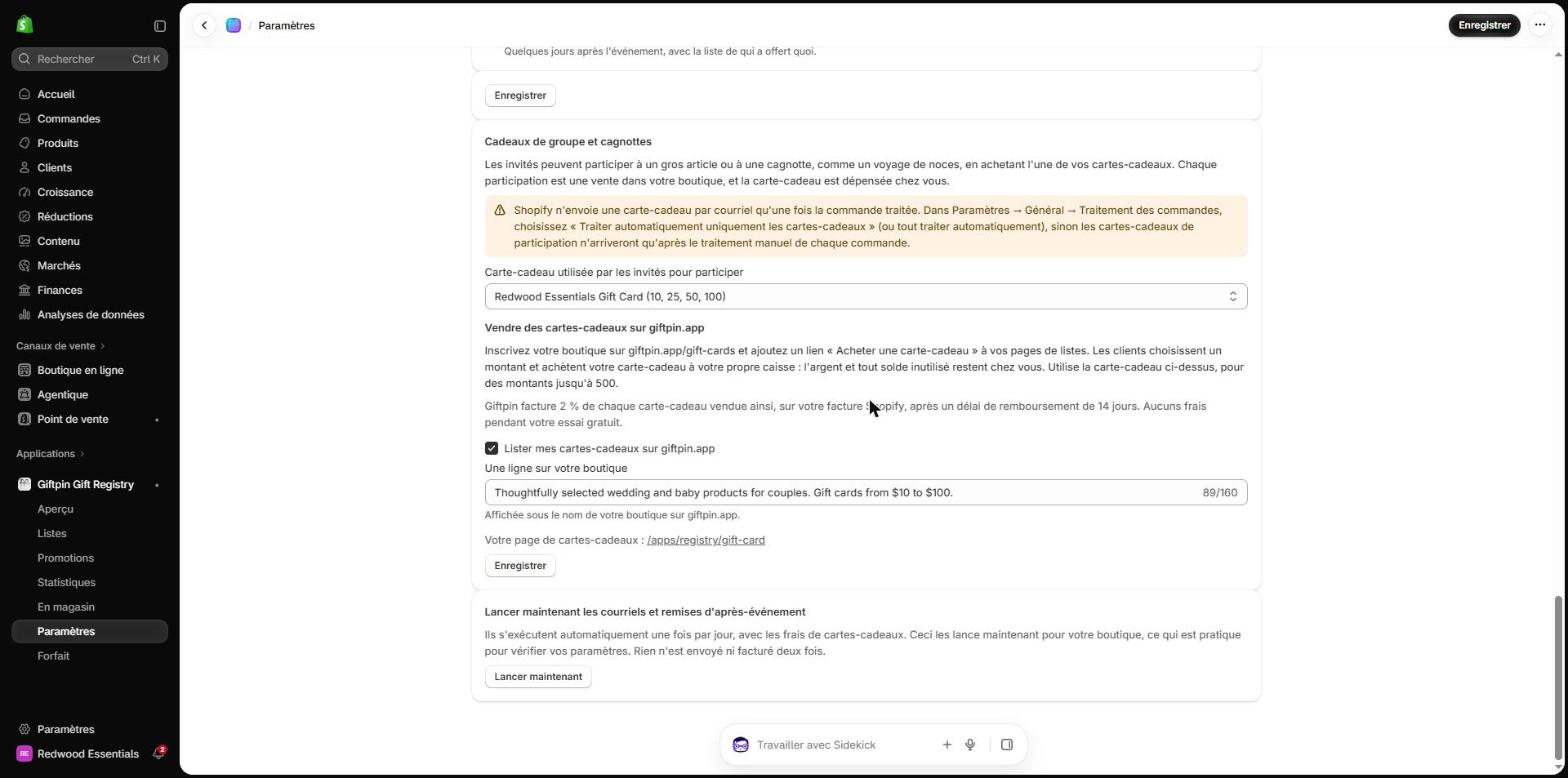 Rechercher
Ctrl K
Accueil
Commandes
Produits
Clients
Croissance
Réductions
Contenu
Marchés
Finances
Analyses de données
Canaux de vente
Boutique en ligne
Agentique
Point de vente
Applications
Giftpin Gift Registry
Aperçu
Listes
Promotions
Statistiques
En magasin
Paramètres
Forfait
Paramètres
RE
Redwood Essentials
2
/ Paramètres
Enregistrer
Quelques jours après l'événement, avec la liste de qui a offert quoi.
Enregistrer
Cadeaux de groupe et cagnottes
Les invités peuvent participer à un gros article ou à une cagnotte, comme un voyage de noces, en achetant l'une de vos cartes-cadeaux. Chaque
participation est une vente dans votre boutique, et la carte-cadeau est dépensée chez vous.
Shopify n'envoie une carte-cadeau par courriel qu'une fois la commande traitée. Dans Paramètres → Général → Traitement des commandes,
choisissez « Traiter automatiquement uniquement les cartes-cadeaux » (ou tout traiter automatiquement), sinon les cartes-cadeaux de
participation n'arriveront qu'après le traitement manuel de chaque commande.
Carte-cadeau utilisée par les invités pour participer
Redwood Essentials Gift Card (10, 25, 50, 100)
Vendre des cartes-cadeaux sur giftpin.app
Inscrivez votre boutique sur giftpin.app/gift-cards et ajoutez un lien « Acheter une carte-cadeau » à vos pages de listes. Les clients choisissent un
montant et achètent votre carte-cadeau à votre propre caisse : l'argent et tout solde inutilisé restent chez vous. Utilise la carte-cadeau ci-dessus, pour
des montants jusqu'à 500.
Giftpin facture 2 % de chaque carte-cadeau vendue ainsi, sur votre facture Shopify, après un délai de remboursement de 14 jours. Aucuns frais
pendant votre essai gratuit.
Lister mes cartes-cadeaux sur giftpin.app
Une ligne sur votre boutique
Thoughtfully selected wedding and baby products for couples. Gift cards from $10 to $100.
89/160
Affichée sous le nom de votre boutique sur giftpin.app.
Votre page de cartes-cadeaux : /apps/registry/gift-card
Enregistrer
Lancer maintenant les courriels et remises d'après-événement
Ils s'exécutent automatiquement une fois par jour, avec les frais de cartes-cadeaux. Ceci les lance maintenant pour votre boutique, ce qui est pratique
pour vérifier vos paramètres. Rien n'est envoyé ni facturé deux fois.
Lancer maintenant
Travailler avec Sidekick